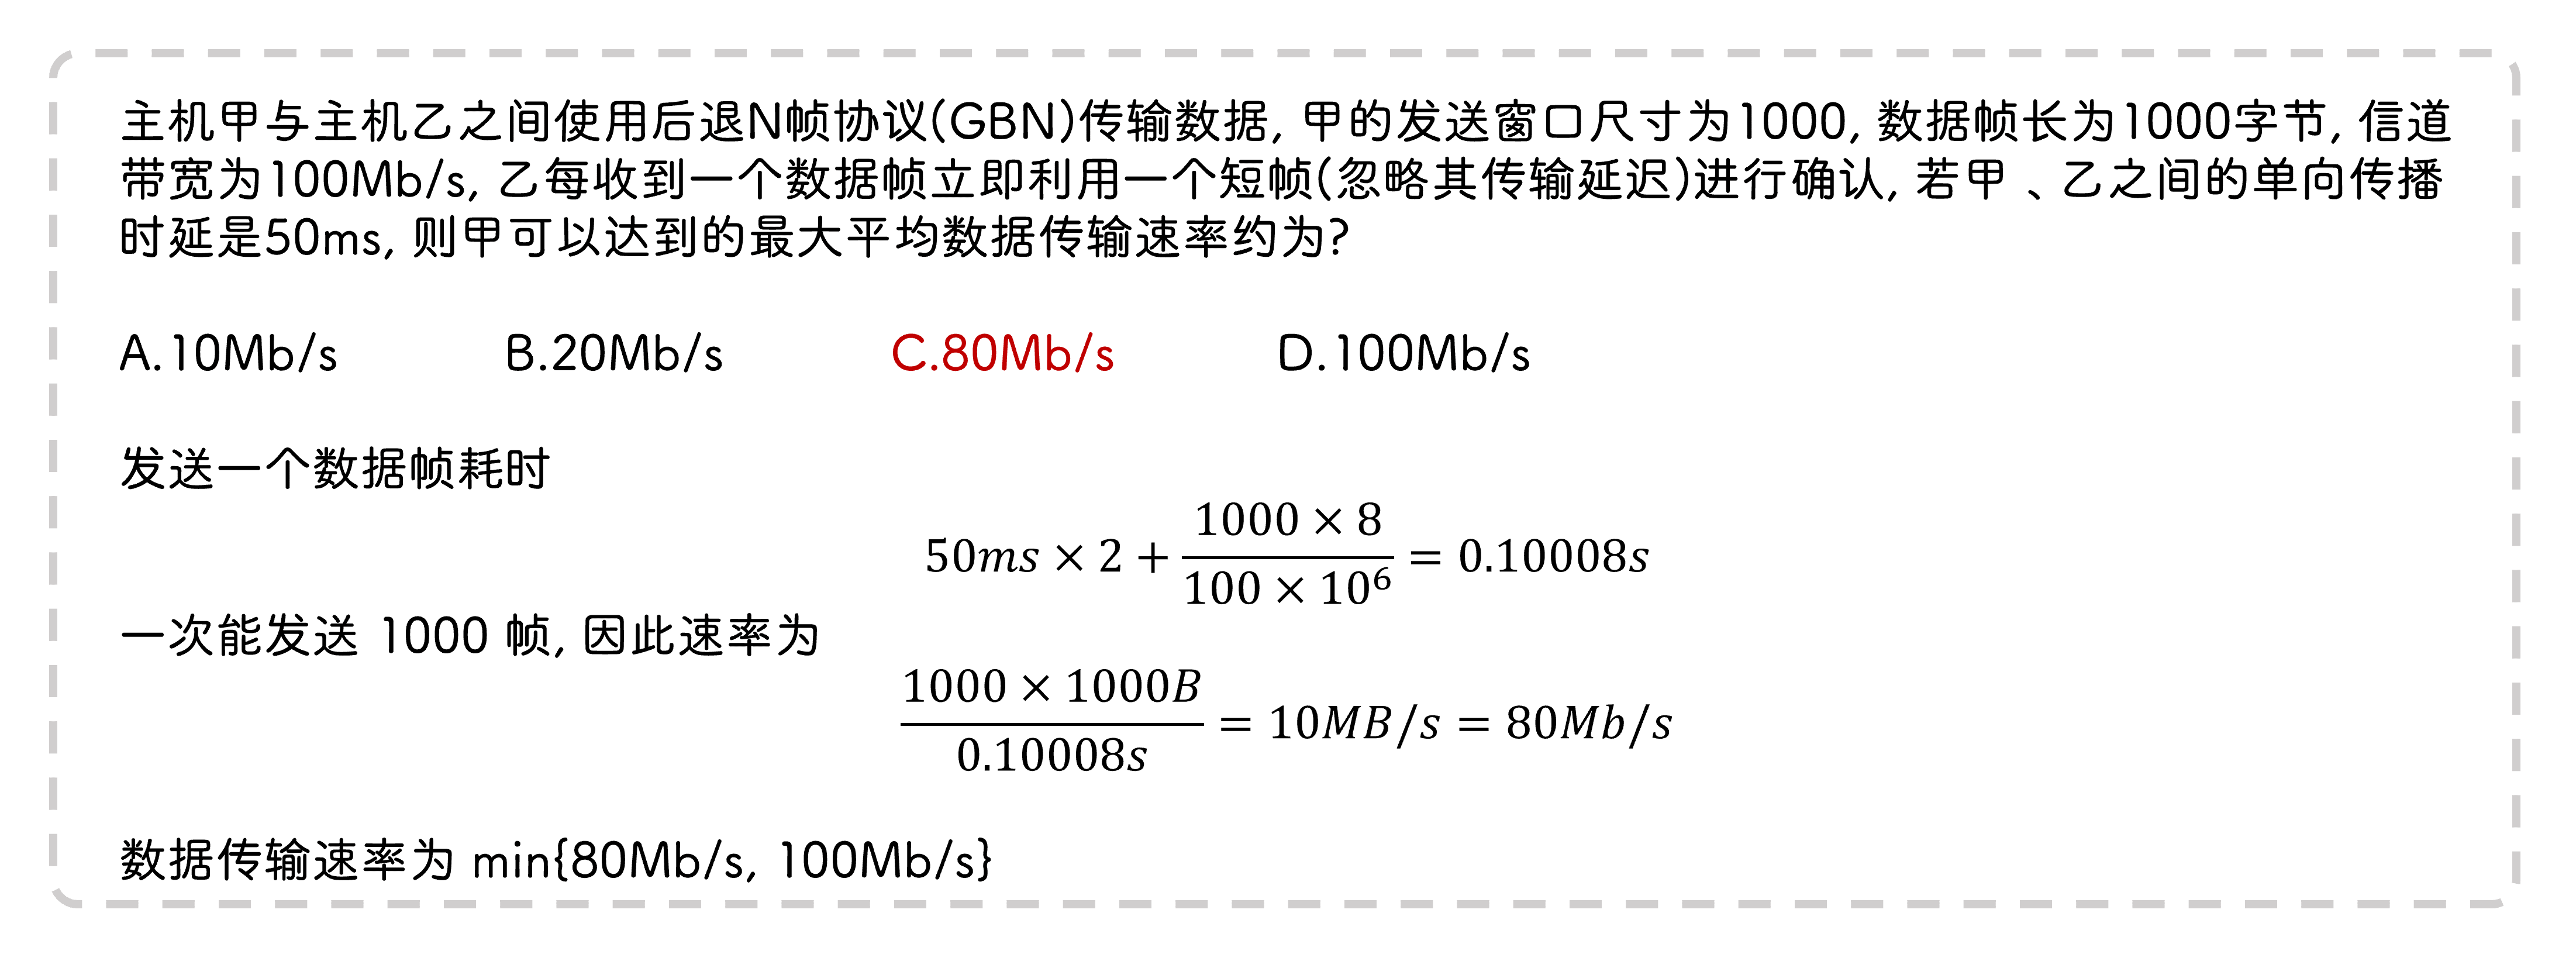 主机甲与主机乙之间使用后退N帧协议(GBN)传输数据, 甲的发送窗口尺寸为1000, 数据帧长为1000字节, 信道
带宽为100Mb/s, 乙每收到一个数据帧立即利用一个短帧(忽略其传输延迟)进行确认, 若甲 、乙之间的单向传播
时延是50ms, 则甲可以达到的最大平均数据传输速率约为?
A.10Mb/s B.20Mb/s C.80Mb/s D.100Mb/s
发送一个数据帧耗时
50ms × 2 + \frac{1000 × 8}{100 × 10^6} = 0.10008s
一次能发送 1000 帧, 因此速率为
\frac{1000 × 1000B}{0.10008s} = 10MB/s = 80Mb/s
数据传输速率为 min{80Mb/s, 100Mb/s}